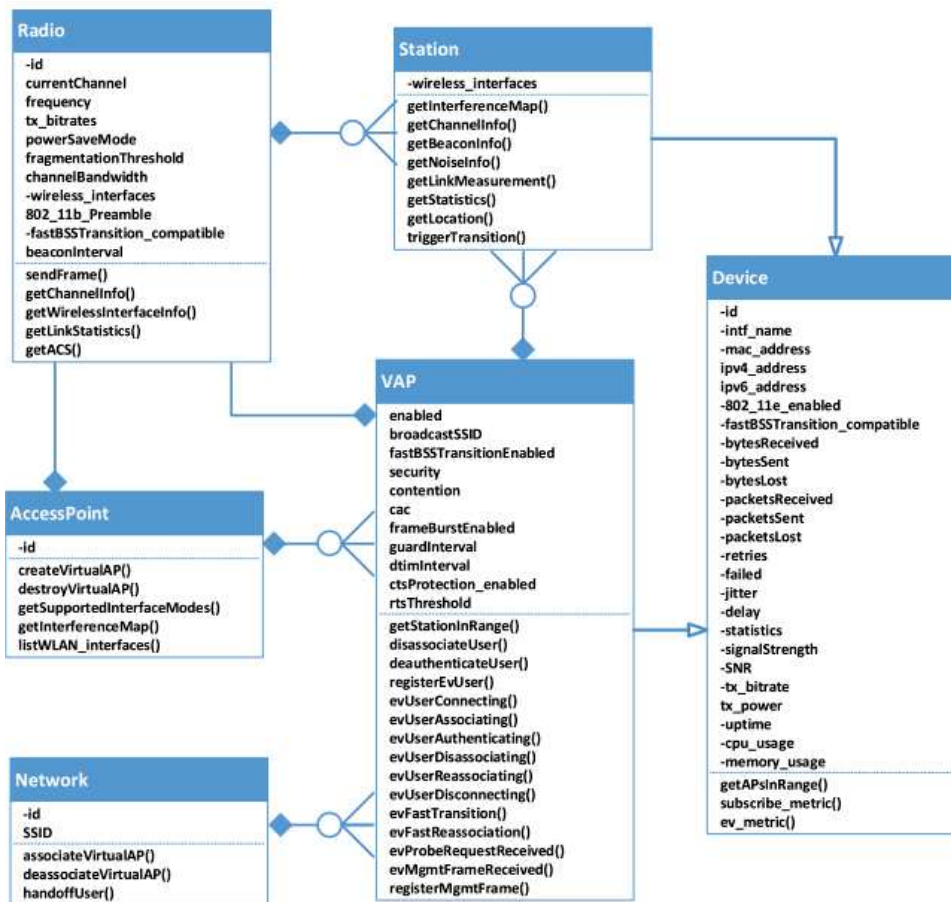 Radio
-id
currentChannel
frequency
tx_bitrates
powerSaveMode
fragmentationThreshold
channelBandwidth
-wireless_interfaces
802_11b_Preamble
-fastBSSTransition_compatible
beaconInterval
sendFrame()
getChannelInfo()
getWirelessInterfaceInfo()
getLinkStatistics()
getACS()
Station
-wireless_interfaces
getInterferenceMap()
getChannelInfo()
getBeaconInfo()
getNoiseInfo()
getLinkMeasurement()
getStatistics()
getLocation()
triggerTransition()
Device
-id
-intf_name
-mac_address
ipv4_address
ipv6_address
-802_11e_enabled
-fastBSSTransition_compatible
-bytesReceived
-bytesSent
-bytesLost
-packetsReceived
-packetsSent
-packetsLost
-retries
-failed
-jitter
-delay
-statistics
-signalStrength
-SNR
-tx_bitrate
tx_power
-uptime
-cpu_usage
-memory_usage
getAPsInRange()
subscribe_metric()
ev_metric()
VAP
enabled
broadcastSSID
fastBSSTransitionEnabled
security
contention
cac
frameBurstEnabled
guardInterval
dtimInterval
ctsProtection_enabled
rtsThreshold
getStationInRange()
disassociateUser()
deauthenticateUser()
registerEvUser()
evUserConnecting()
evUserAssociating()
evUserAuthenticating()
evUserDisassociating()
evUserReassociating()
evUserDisconnecting()
evFastTransition()
evFastReassociation()
evProbeRequestReceived()
evMgmtFrameReceived()
registerMgmtFrame()
AccessPoint
-id
createVirtualAP()
destroyVirtualAP()
getSupportedInterfaceModes()
getInterferenceMap()
listWLAN_interfaces()
Network
-id
SSID
associateVirtualAP()
deassociateVirtualAP()
handoffUser()